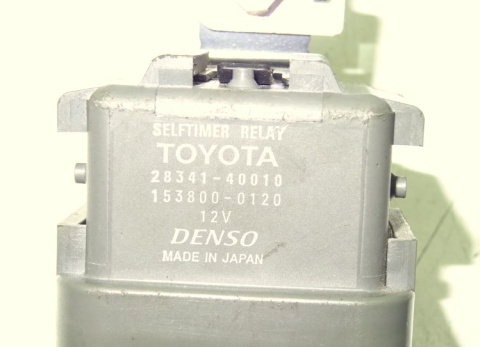 SELFTIMER RELAY
TOYOTA
28341-40010
153800-0120
12V
DENSO
MADE IN JAPAN